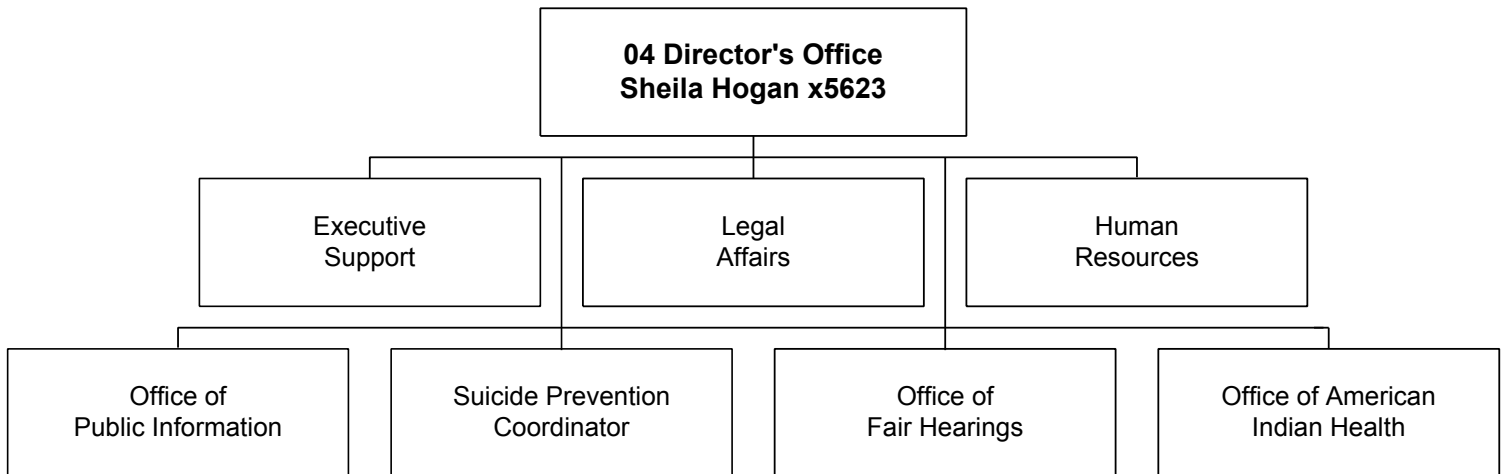 04 Director's Office
Sheila Hogan x5623
Executive
Support
Legal
Affairs
Human
Resources
Office of
Public Information
Suicide Prevention
Coordinator
Office of
Fair Hearings
Office of American
Indian Health